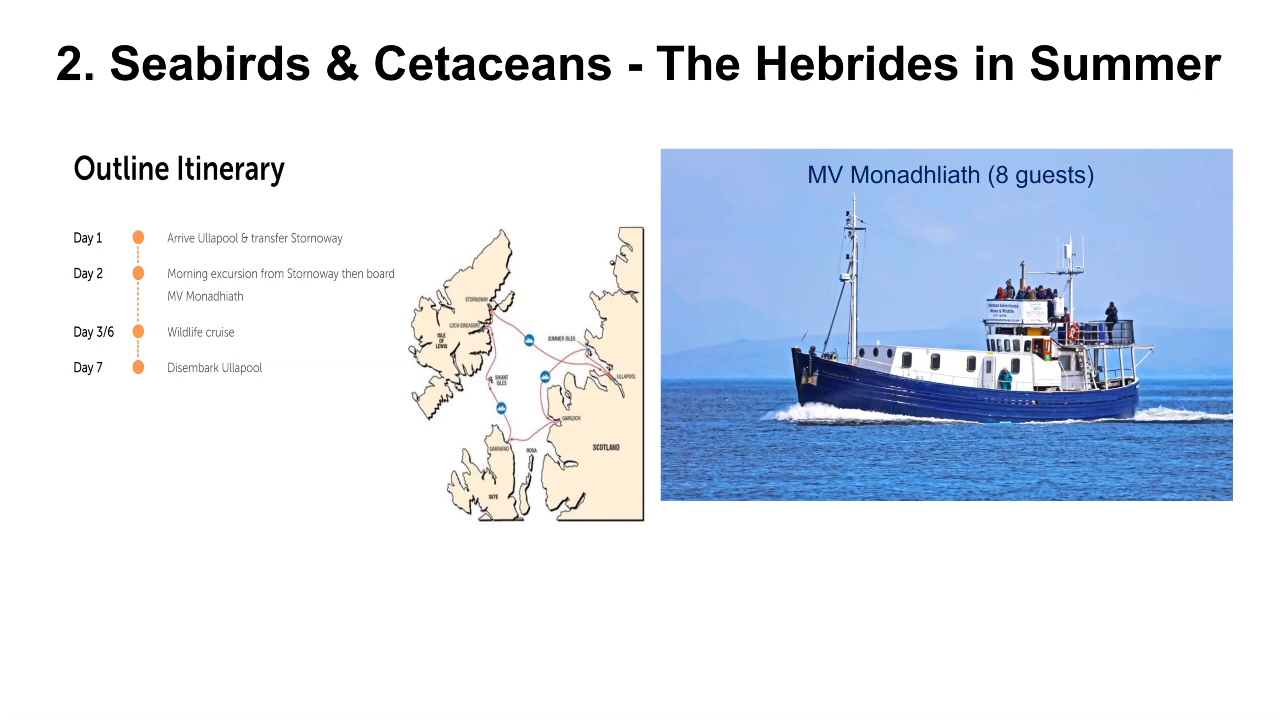 2. Seabirds & Cetaceans - The Hebrides in Summer
Outline Itinerary
Day 1
Arrive Ullapool & transfer Stornoway
Day 2
Morning excursion from Stornoway then board
MV Monadhiath
Day 3/6
Wildlife cruise
Day 7
Disembark Ullapool
STORNOWAY
LOCH EREASORT
ISLE
OF
LEWIS
SUMMER ISLES
SHIANT
ISLES
ULLAPOOL
GAIRLOCH
SCOTLAND
RONA
SKYE
MV Monadhliath (8 guests)